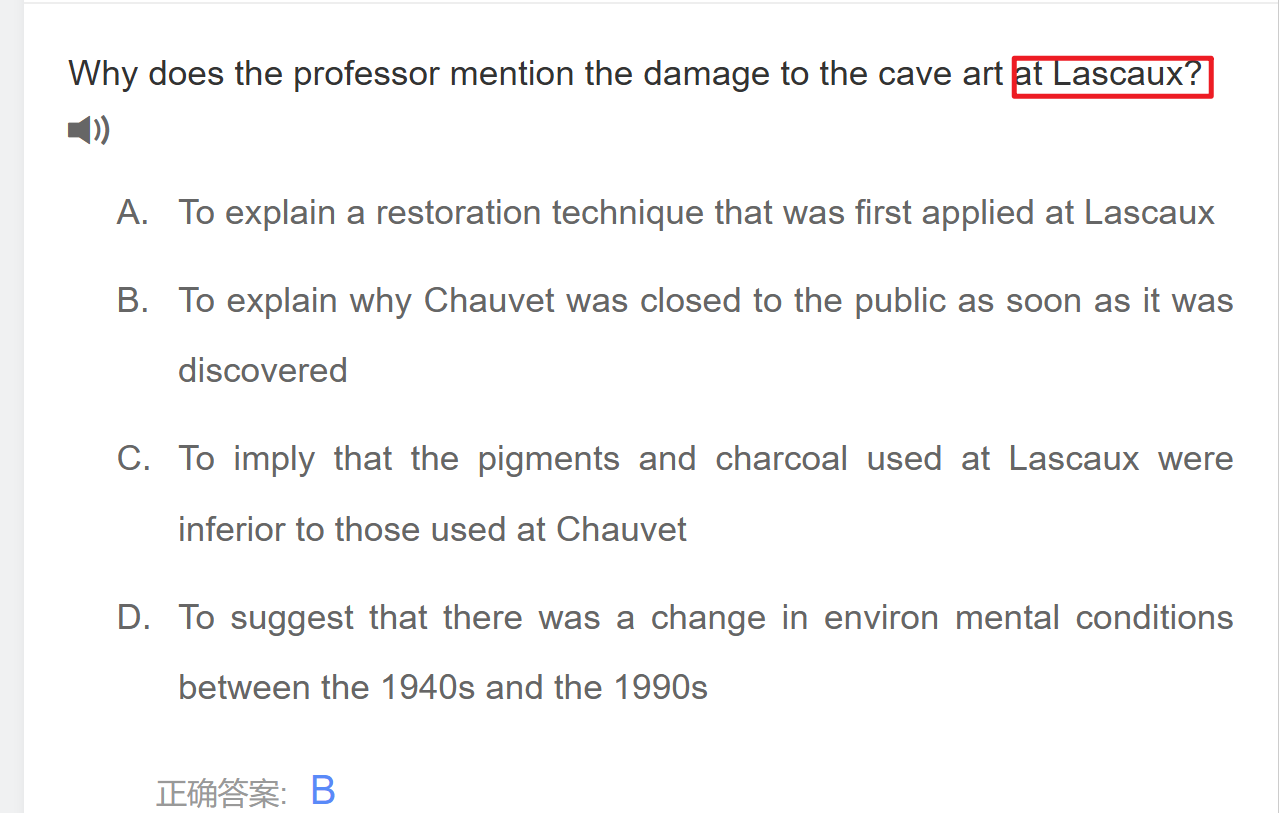 Why does the professor mention the damage to the cave art at Lascaux?
A. To explain a restoration technique that was first applied at Lascaux
B. To explain why Chauvet was closed to the public as soon as it was
discovered
C. To imply that the pigments and charcoal used at Lascaux were
inferior to those used at Chauvet
D. To suggest that there was a change in environ mental conditions
between the 1940s and the 1990s
正确答案: B